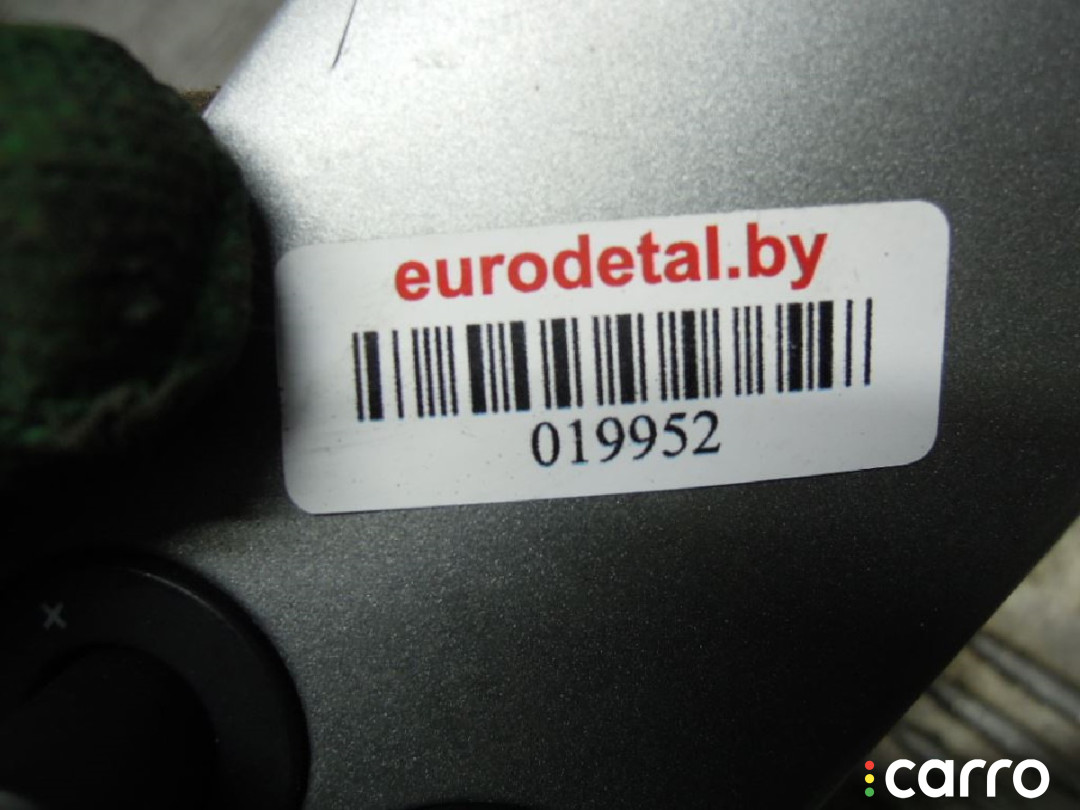 eurodetal.by
019952
x
carro